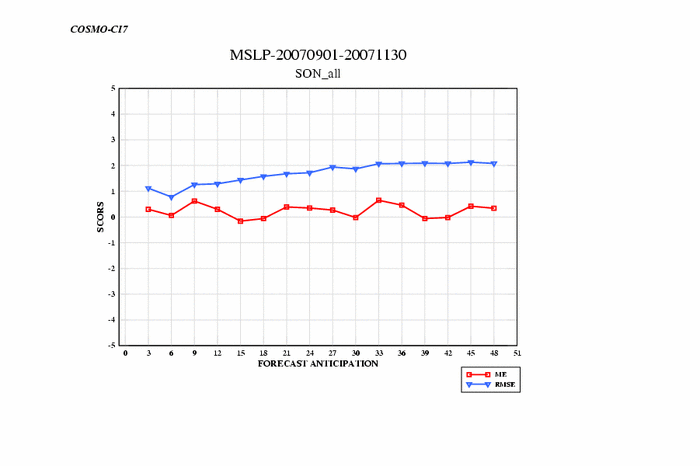 COSMO-C17
MSLP-20070901-20071130
SON_all
5
4
3
2
1
0
-1
-2
-3
-4
-5
SCORS
0 3 6 9 12 15 18 21 24 27 30 33 36 39 42 45 48 51
FORECAST ANTICIPATION
ME
RMSE